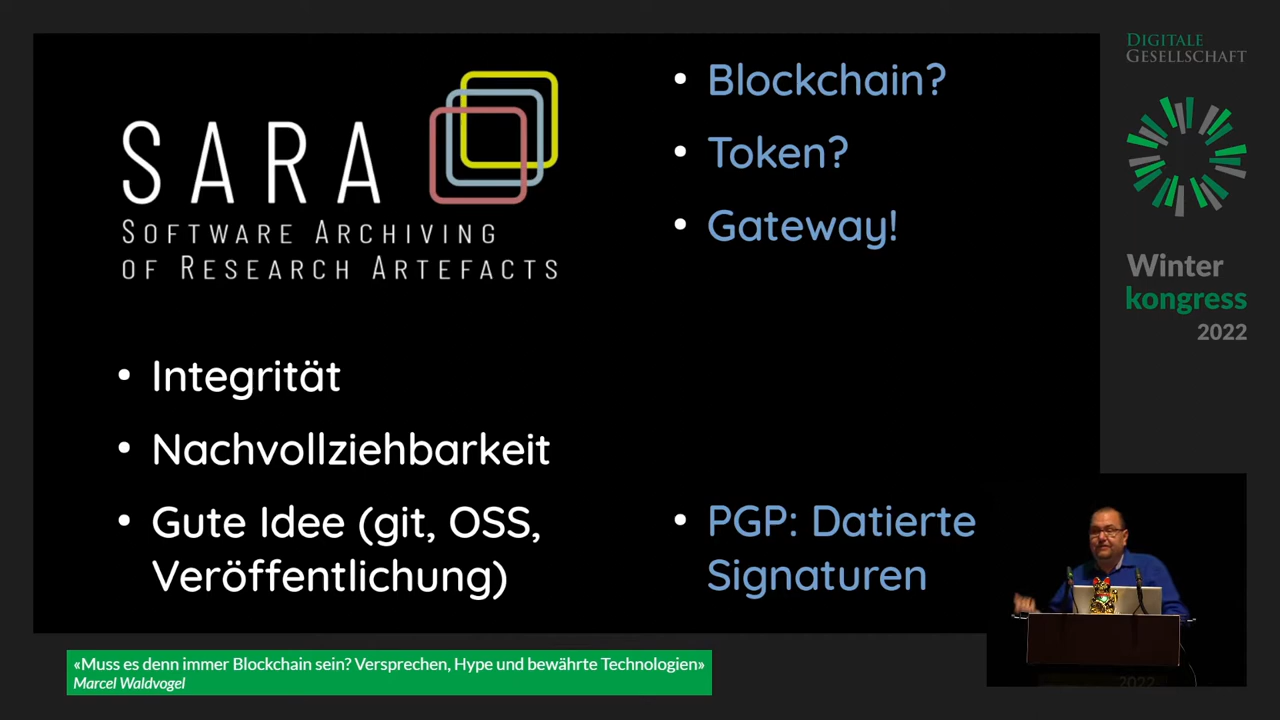 SARA
SOFTWARE ARCHIVING
OF RESEARCH ARTEFACTS
• Integrität
• Nachvollziehbarkeit
• Gute Idee (git, OSS,
Veröffentlichung)
• Blockchain?
• Token?
• Gateway!
• PGP: Datierte
Signaturen
DIGITALE
GESELLSCHAFT
Winter
kongress
2022
2022
«Muss es denn immer Blockchain sein? Versprechen, Hype und bewährte Technologien»
Marcel Waldvogel